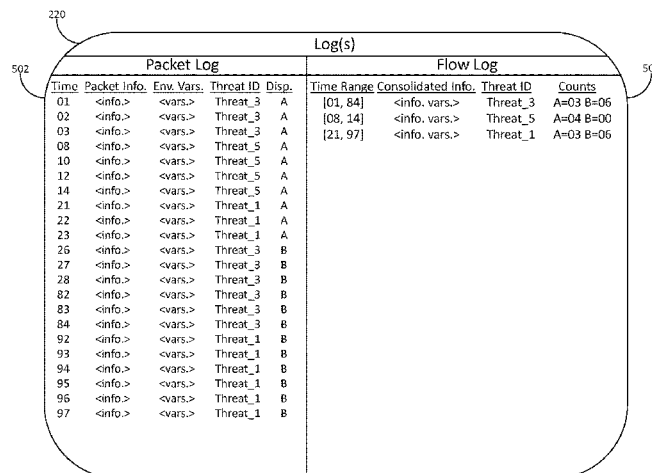 220
Log(s)
502
Packet Log
Flow Log
50
Time Packet Info. Env. Vars. Threat ID Disp.
Time Range Consolidated Info. Threat ID Counts
01 <info.> <vars.> Threat_3 A
[01, 84] <info. vars.> Threat_3 A=03 B=06
02 <info.> <vars.> Threat_3 A
[08, 14] <info. vars.> Threat_5 A=04 B=00
03 <info.> <vars.> Threat_3 A
[21, 97] <info. vars.> Threat_1 A=03 B=06
08 <info.> <vars.> Threat_5 A
10 <info.> <vars.> Threat_5 A
12 <info.> <vars.> Threat_5 A
14 <info.> <vars.> Threat_5 A
21 <info.> <vars.> Threat_1 A
22 <info.> <vars.> Threat_1 A
23 <info.> <vars.> Threat_1 A
26 <info.> <vars.> Threat_3 B
27 <info.> <vars.> Threat_3 B
28 <info.> <vars.> Threat_3 B
82 <info.> <vars.> Threat_3 B
83 <info.> <vars.> Threat_3 B
84 <info.> <vars.> Threat_3 B
92 <info.> <vars.> Threat_1 B
93 <info.> <vars.> Threat_1 B
94 <info.> <vars.> Threat_1 B
95 <info.> <vars.> Threat_1 B
96 <info.> <vars.> Threat_1 B
97 <info.> <vars.> Threat_1 B